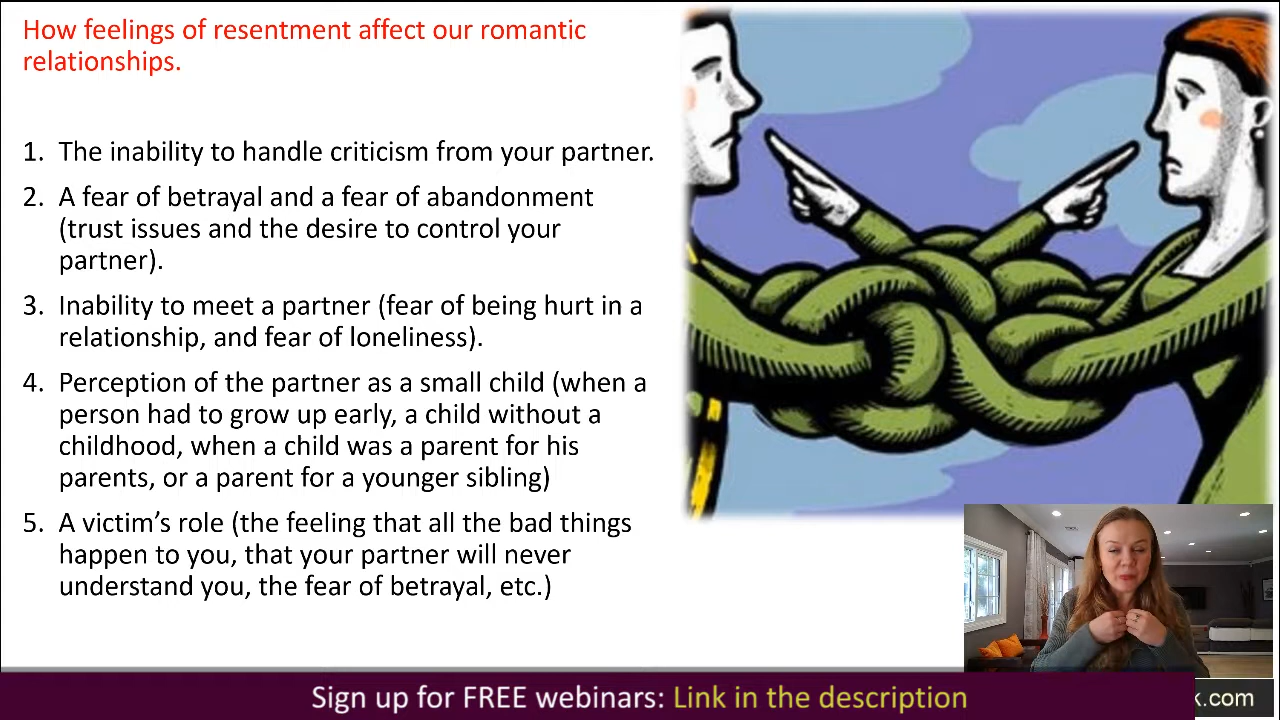 How feelings of resentment affect our romantic
relationships.
1. The inability to handle criticism from your partner.
2. A fear of betrayal and a fear of abandonment
(trust issues and the desire to control your
partner).
3. Inability to meet a partner (fear of being hurt in a
relationship, and fear of loneliness).
4. Perception of the partner as a small child (when a
person had to grow up early, a child without a
childhood, when a child was a parent for his
parents, or a parent for a younger sibling)
5. A victim’s role (the feeling that all the bad things
happen to you, that your partner will never
understand you, the fear of betrayal, etc.)
Sign up for FREE webinars: Link in the description
k.com